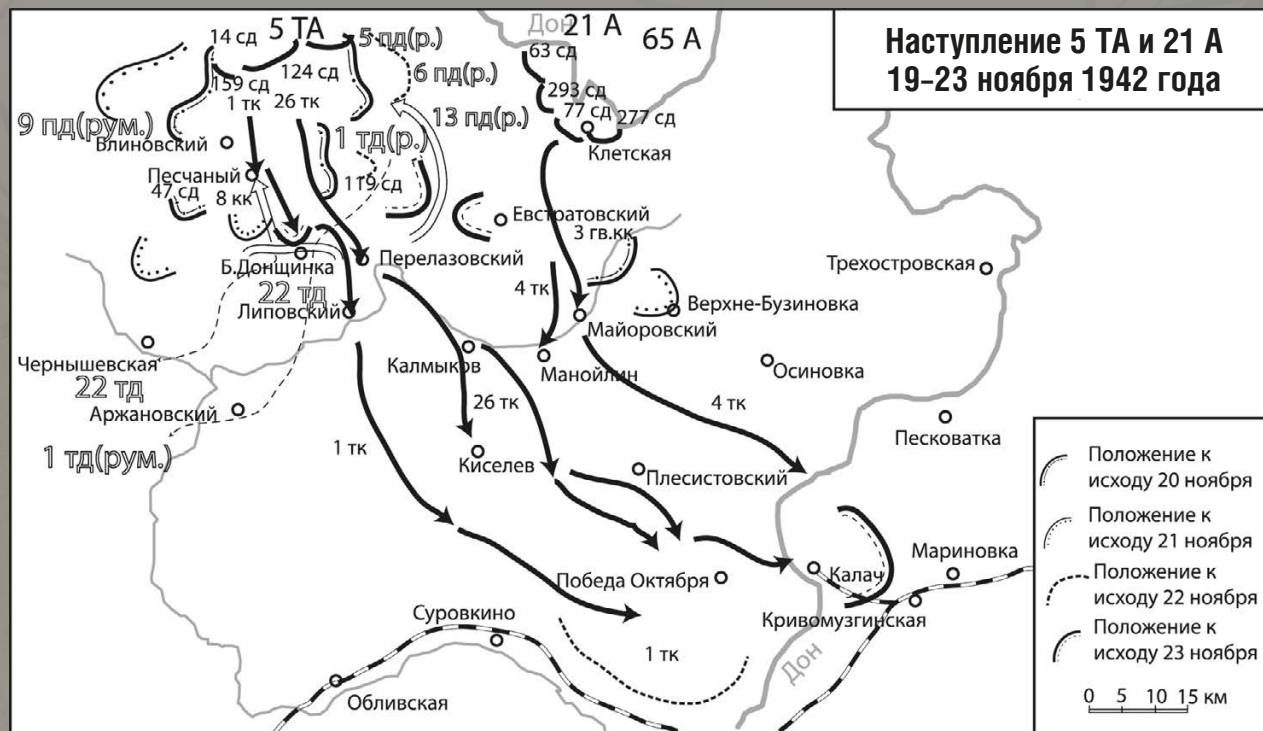 Наступление 5 ТА и 21 А
19–23 ноября 1942 года
5 ТА
14 сд
5 пд(р.)
Дон
21 А
65 А
159 сд
124 сд
6 пд(р.)
63 сд
1 тк
26 тк
293 сд
13 пд(р.)
77 сд
277 сд
9 пд(рум.)
Влиновский
1 тд(р.)
Клетская
Песчаный
47 сд
8 кк
119 сд
Евстратовский
3 гв.кк
Б.Донщинка
Перелазовский
Трехостровская
22 тд
4 тк
Липовский
Верхне-Бузиновка
Майоровский
Чернышевская
22 тд
Калмыков
Манойлин
Осиновка
Аржановский
26 тк
4 тк
Песковатка
1 тд(рум.)
1 тк
Киселев
Плесистовский
Победа Октября
Калач
Мариновка
Кривомузгинская
Суровкино
1 тк
Дон
Обливская
Положение к
исходу 20 ноября
Положение к
исходу 21 ноября
Положение к
исходу 22 ноября
Положение к
исходу 23 ноября
0 5 10 15 км